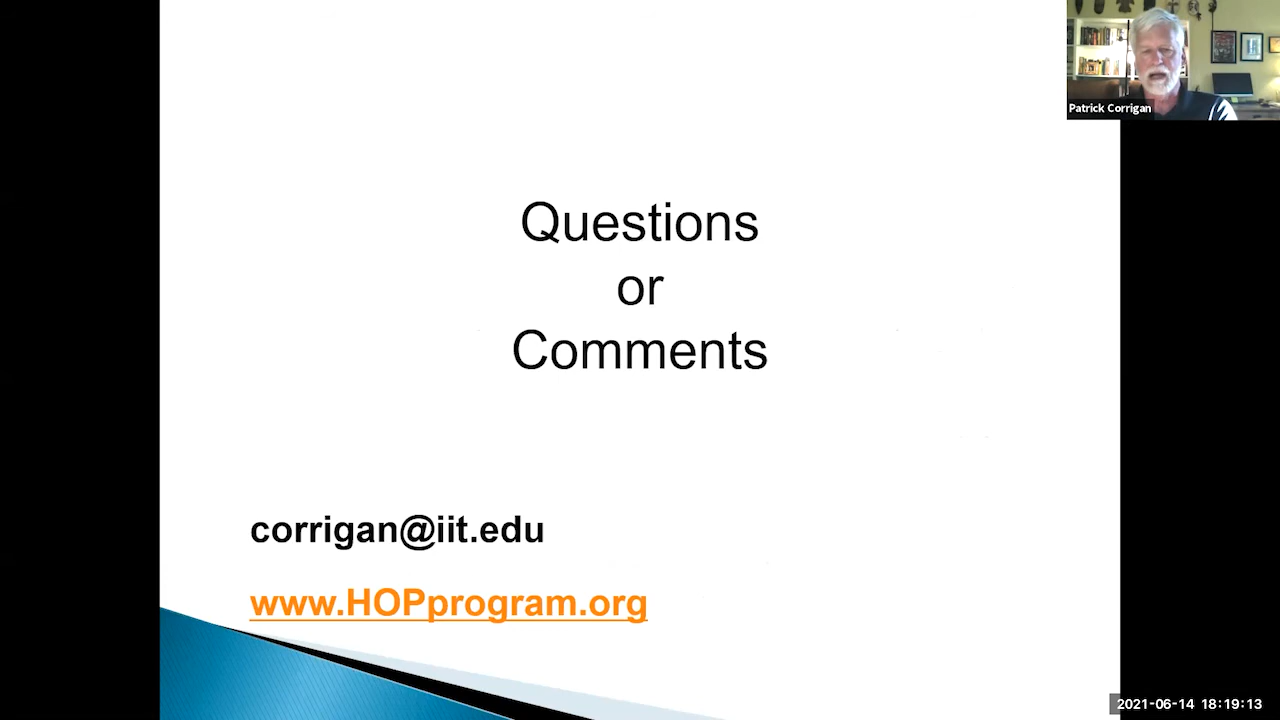 Patrick Corrigan
Questions
or
Comments
corrigan@iit.edu
www.HOPprogram.org
2021-06-14 18:19:13